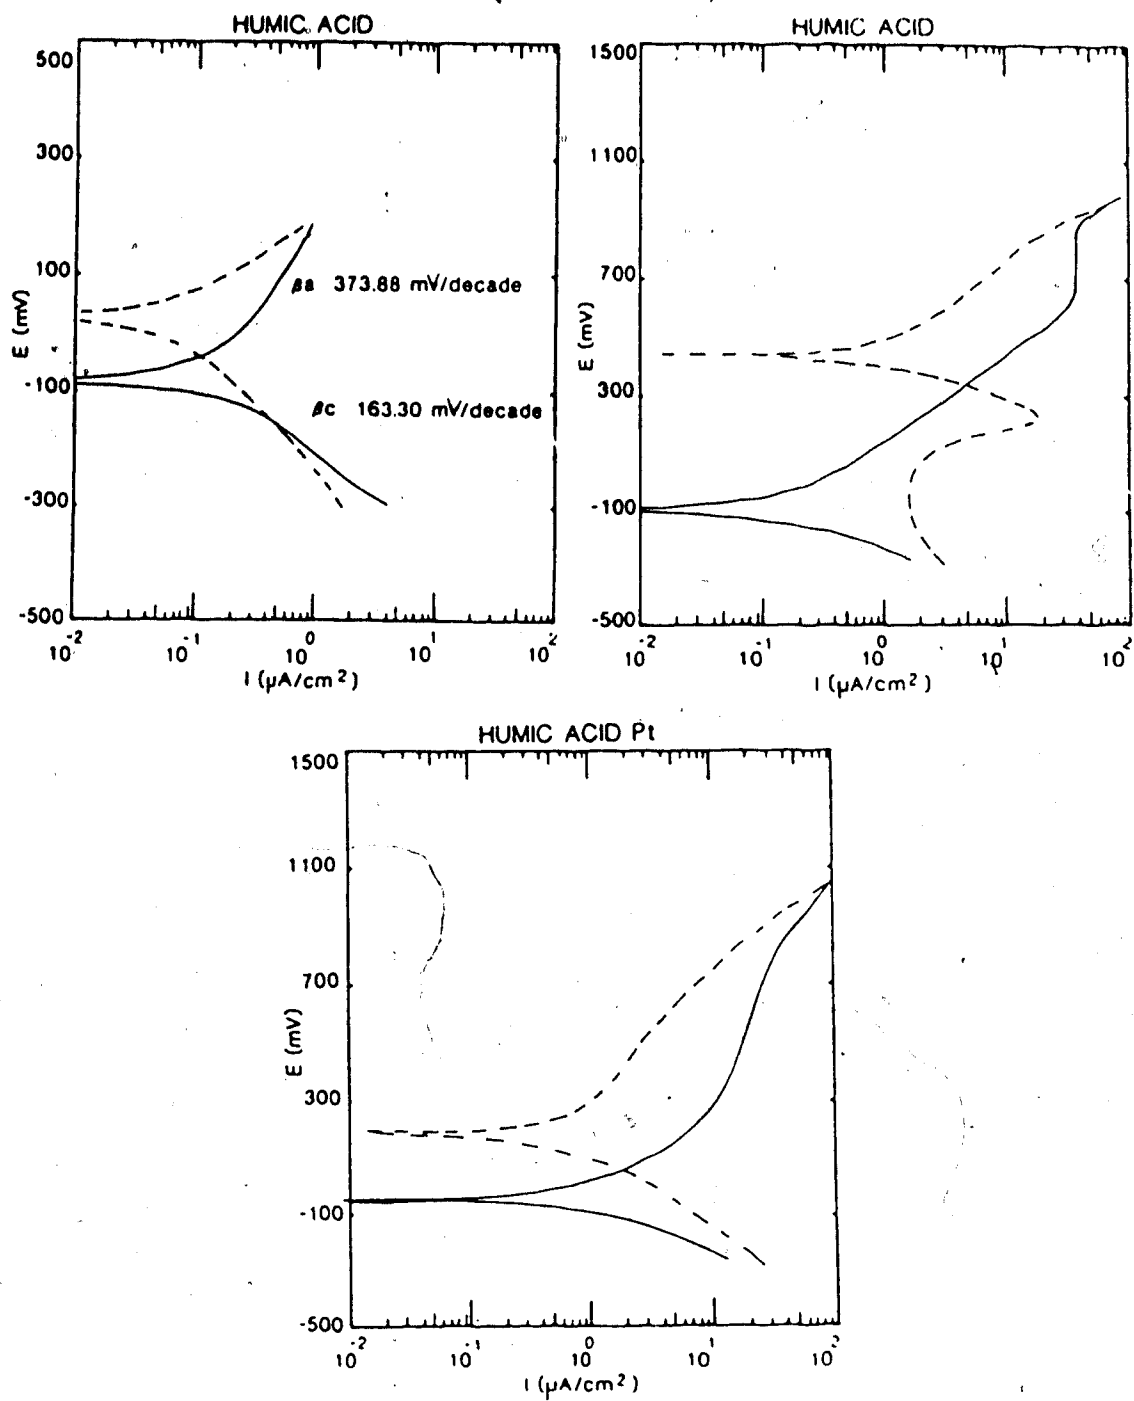 HUMIC ACID
500
300
100
-100
-300
-500
E (mV)
βa 373.88 mV/decade
βc 163.30 mV/decade
10-2 10-1 100 101 102
I (μA/cm2)
HUMIC ACID
1500
1100
700
300
-100
-500
E (mV)
10-2 10-1 100 101 102
I (μA/cm2)
HUMIC ACID Pt
1500
1100
700
300
-100
-500
E (mV)
10-2 10-1 100 101
I (μA/cm2)